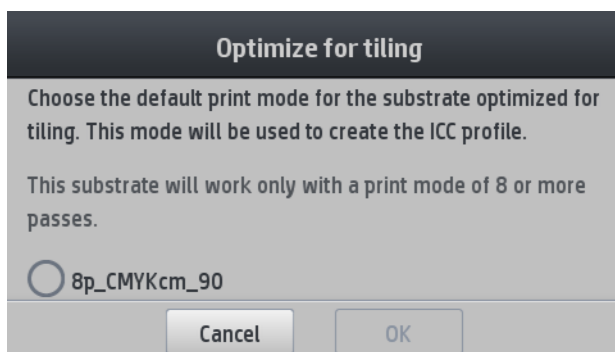 Optimize for tiling
Choose the default print mode for the substrate optimized for
tiling. This mode will be used to create the ICC profile.
This substrate will work only with a print mode of 8 or more
passes.
8p_CMYKcm_90
Cancel
OK